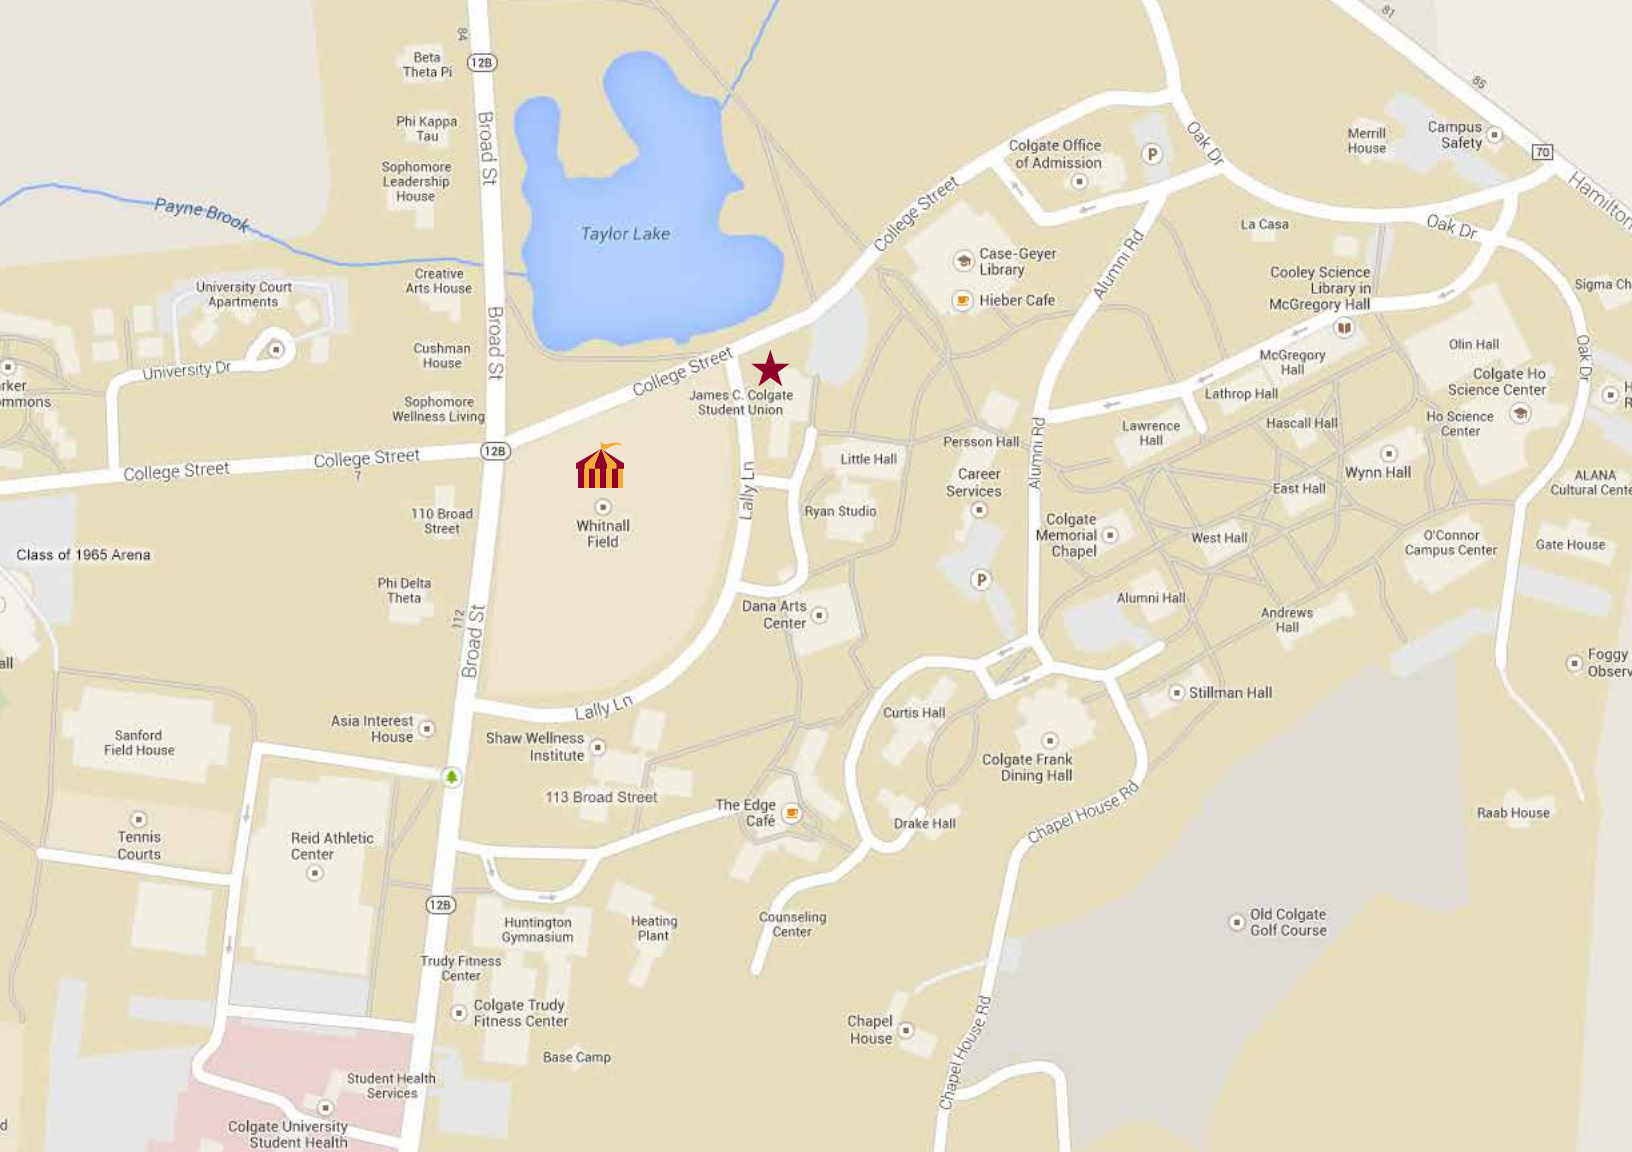 81
84
12B
Beta
Theta Pi
85
Phi Kappa
Tau
Broad St
Oak Dr
Merrill
House
Campus
Safety
Colgate Office
of Admission
P
70
Sophomore
Leadership
House
Hamilton
Payne Brook
Taylor Lake
College Street
La Casa
Oak Dr
Alumni Rd
Case-Geyer
Library
Creative
Arts House
Cooley Science
Library in
McGregory Hall
University Court
Apartments
Hieber Cafe
Sigma Ch
Broad St
Cushman
House
Olin Hall
Oak Dr
McGregory
Hall
University Dr
College Street
Colgate Ho
Science Center
James C. Colgate
Student Union
Lathrop Hall
Sophomore
Wellness Living
Ho Science
Center
Hascall Hall
Lawrence
Hall
Persson Hall
12B
Alumni Rd
College Street
College Street
7
Little Hall
Wynn Hall
Career
Services
ALANA
Cultural Cente
East Hall
Lally Ln
Ryan Studio
110 Broad
Street
Whitnall
Field
Colgate
Memorial
Chapel
West Hall
O'Connor
Campus Center
Gate House
Class of 1965 Arena
Phi Delta
Theta
P
Alumni Hall
112
Dana Arts
Center
Andrews
Hall
Broad St
Foggy
Observ
all
Stillman Hall
Lally Ln
Curtis Hall
Asia Interest
House
Sanford
Field House
Shaw Wellness
Institute
Colgate Frank
Dining Hall
113 Broad Street
The Edge
Café
Chapel House Rd
Raab House
Drake Hall
Tennis
Courts
Reid Athletic
Center
12B
Huntington
Gymnasium
Heating
Plant
Counseling
Center
Old Colgate
Golf Course
Trudy Fitness
Center
Colgate Trudy
Fitness Center
Chapel
House
Chapel House Rd
Base Camp
Student Health
Services
Colgate University
Student Health
d